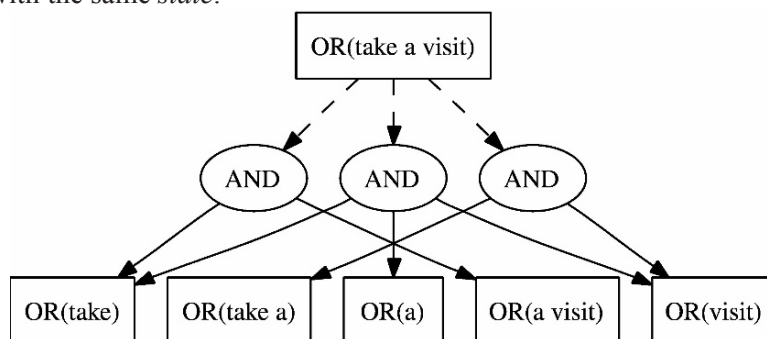 with the same state.
OR(take a visit)
AND AND AND
OR(take) OR(take a) OR(a) OR(a visit) OR(visit)